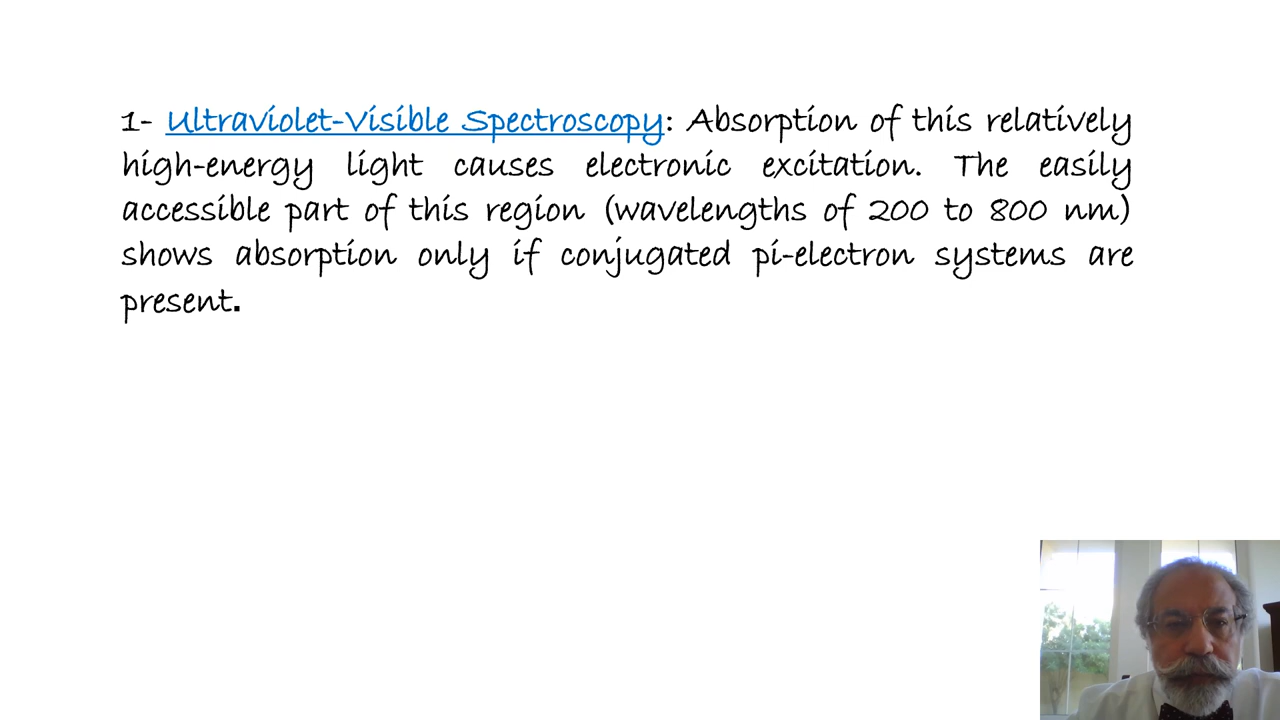 1- Ultraviolet-Visible Spectroscopy: Absorption of this relatively
high-energy light causes electronic excitation. The easily
accessible part of this region (wavelengths of 200 to 800 nm)
shows absorption only if conjugated pi-electron systems are
present.